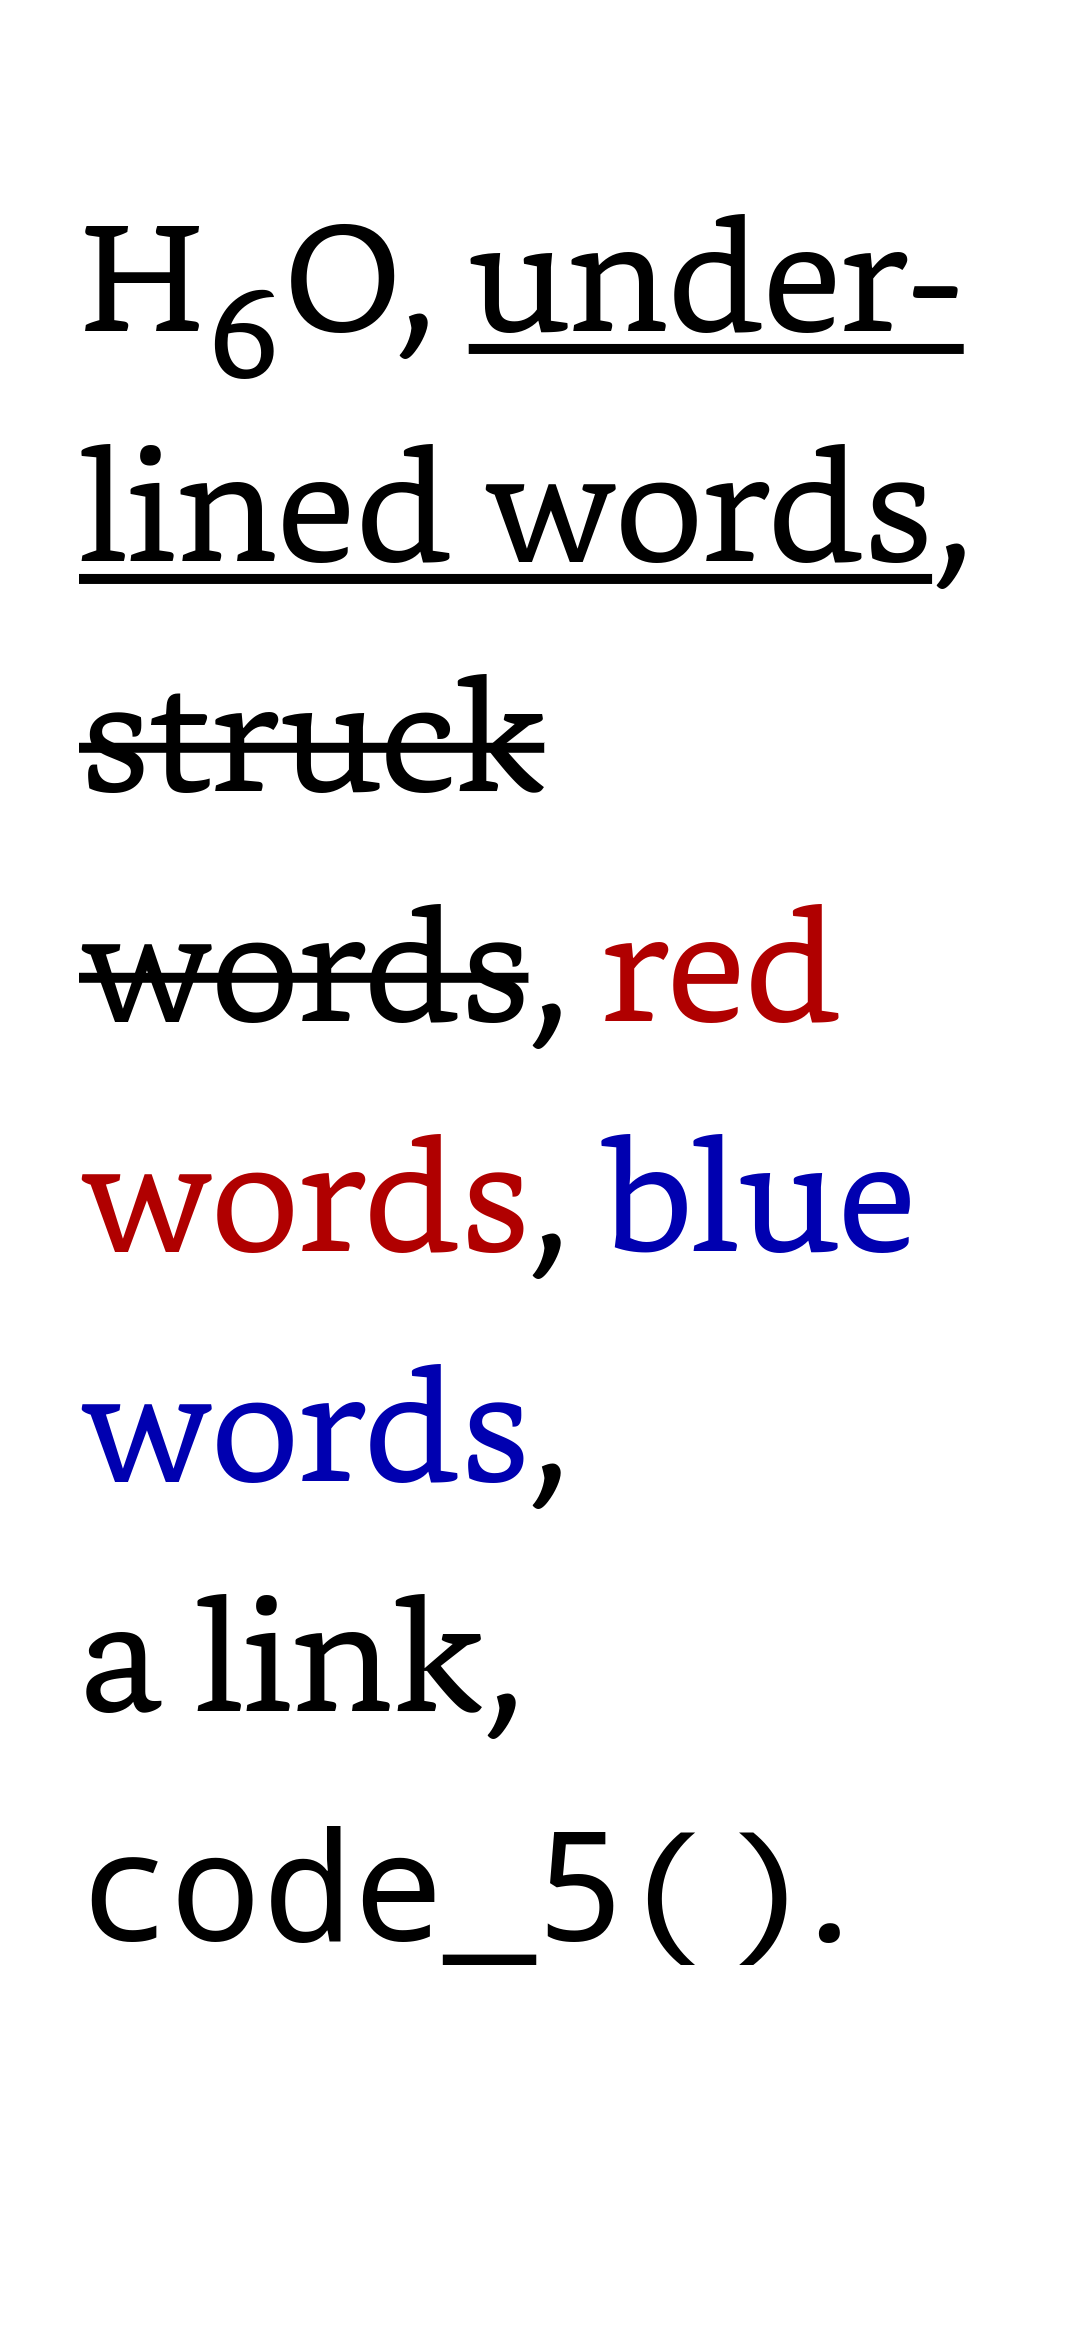 H₆O, under-
lined words,
struck
words, red
words, blue
words,
a link,
code_5().